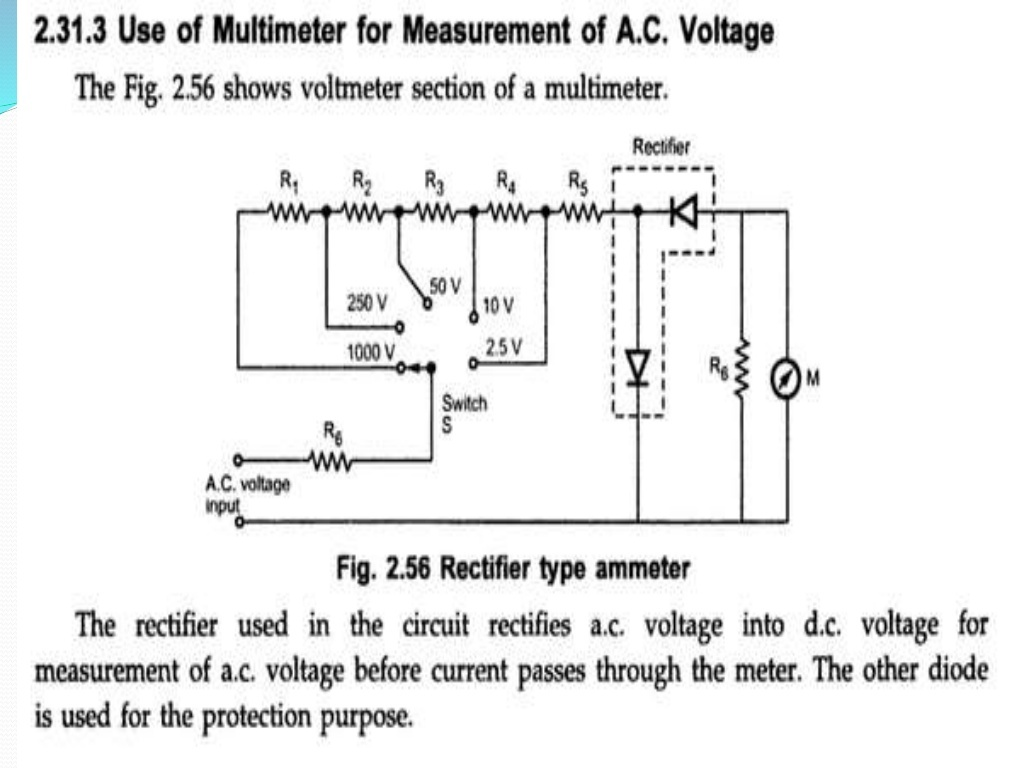 2.31.3 Use of Multimeter for Measurement of A.C. Voltage
The Fig. 2.56 shows voltmeter section of a multimeter.
Rectifier
R1 R2 R3 R4 R5
50 V
250 V
10 V
1000 V
2.5 V
R6
M
Switch
S
R6
A.C. voltage
input
Fig. 2.56 Rectifier type ammeter
The rectifier used in the circuit rectifies a.c. voltage into d.c. voltage for
measurement of a.c. voltage before current passes through the meter. The other diode
is used for the protection purpose.